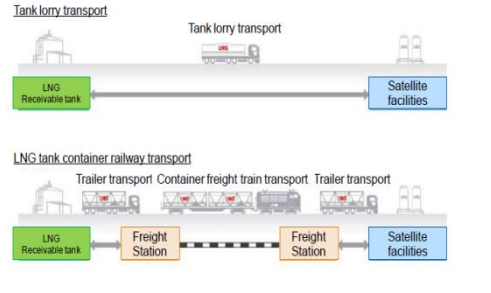 Tank lorry transport
Tank lorry transport
LNG
LNG
Receivable tank
Satellite
facilities
LNG tank container railway transport
Trailer transport Container freight train transport Trailer transport
LNG LNG LNG LNG
LNG
Receivable tank
Freight
Station
Freight
Station
Satellite
facilities